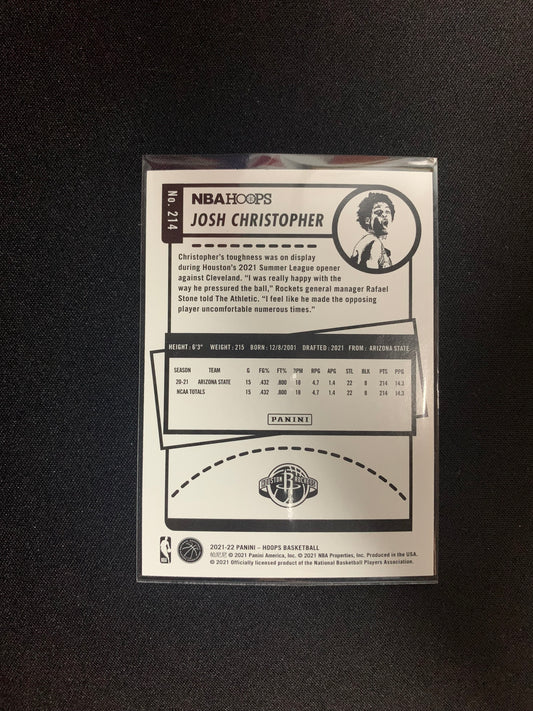 No. 214
NBA HOOPS
JOSH CHRISTOPHER
Christopher's toughness was on display
during Houston's 2021 Summer League opener
against Cleveland. "I was really happy with the
way he pressured the ball," Rockets general manager Rafael
Stone told The Athletic. "I feel like he made the opposing
player uncomfortable numerous times."
HEIGHT: 6'3" WEIGHT: 215 BORN: 12/8/2001 DRAFTED: 2021 FROM: ARIZONA STATE
SEASON TEAM G FG% FT% 3PM RPG APG STL BLK PTS PPG
20-21 ARIZONA STATE 15 .432 .800 18 4.7 1.4 22 8 214 14.3
NCAA TOTALS 15 .432 .800 18 4.7 1.4 22 8 214 14.3
PANINI
HOUSTON ROCKETS
2021-22 PANINI – HOOPS BASKETBALL
帕尼尼 © 2021 Panini America, Inc. © 2021 NBA Properties, Inc. Produced in the USA.
© 2021 Officially licensed product of the National Basketball Players Association.